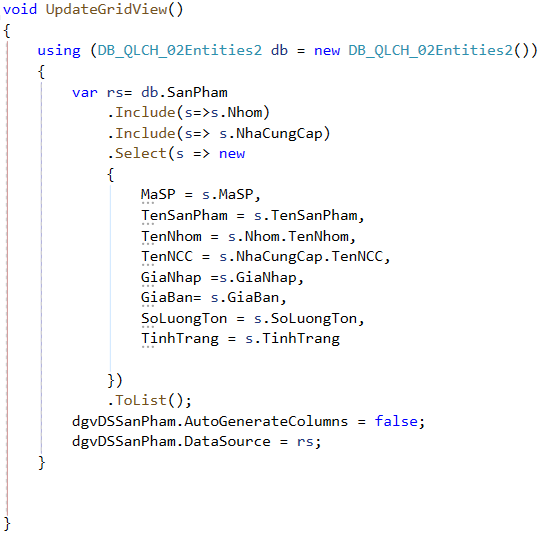 void UpdateGridView()
{
    using (DB_QLCH_02Entities2 db = new DB_QLCH_02Entities2())
    {
        var rs= db.SanPham
            .Include(s=>s.Nhom)
            .Include(s=> s.NhaCungCap)
            .Select(s => new
            {
                MaSP = s.MaSP,
                TenSanPham = s.TenSanPham,
                TenNhom = s.Nhom.TenNhom,
                TenNCC = s.NhaCungCap.TenNCC,
                GiaNhap =s.GiaNhap,
                GiaBan= s.GiaBan,
                SoLuongTon = s.SoLuongTon,
                TinhTrang = s.TinhTrang

            })
            .ToList();
        dgvDSSanPham.AutoGenerateColumns = false;
        dgvDSSanPham.DataSource = rs;
    }


}